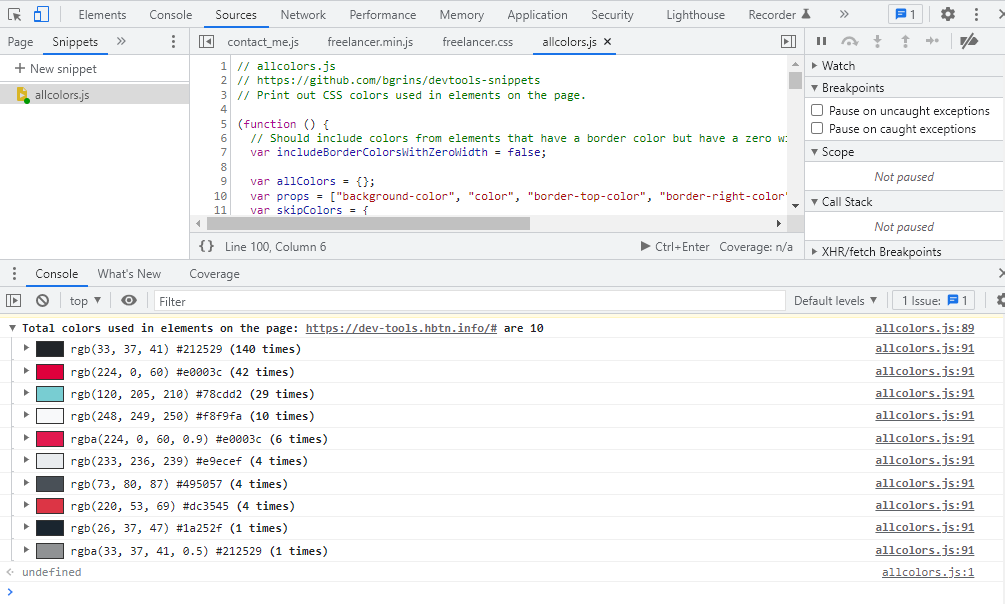 Elements Console Sources Network Performance Memory Application Security Lighthouse Recorder » 1
Page Snippets »
contact_me.js freelancer.min.js freelancer.css allcolors.js ×
+ New snippet
allcolors.js
1 // allcolors.js
2 // https://github.com/bgrins/devtools-snippets
3 // Print out CSS colors used in elements on the page.
4
5 (function () {
6 // Should include colors from elements that have a border color but have a zero wi
7 var includeBorderColorsWithZeroWidth = false;
8
9 var allColors = {};
10 var props = ["background-color", "color", "border-top-color", "border-right-color"
11 var skipColors = {
{} Line 100, Column 6 Ctrl+Enter Coverage: n/a
Watch
Breakpoints
Pause on uncaught exceptions
Pause on caught exceptions
Scope
Not paused
Call Stack
Not paused
XHR/fetch Breakpoints
Console What's New Coverage
top Filter Default levels 1 Issue: 1
Total colors used in elements on the page: https://dev-tools.hbtn.info/# are 10 allcolors.js:89
rgb(33, 37, 41) #212529 (140 times) allcolors.js:91
rgb(224, 0, 60) #e0003c (42 times) allcolors.js:91
rgb(120, 205, 210) #78cdd2 (29 times) allcolors.js:91
rgb(248, 249, 250) #f8f9fa (10 times) allcolors.js:91
rgba(224, 0, 60, 0.9) #e0003c (6 times) allcolors.js:91
rgb(233, 236, 239) #e9ecef (4 times) allcolors.js:91
rgb(73, 80, 87) #495057 (4 times) allcolors.js:91
rgb(220, 53, 69) #dc3545 (4 times) allcolors.js:91
rgb(26, 37, 47) #1a252f (1 times) allcolors.js:91
rgba(33, 37, 41, 0.5) #212529 (1 times) allcolors.js:91
undefined allcolors.js:1